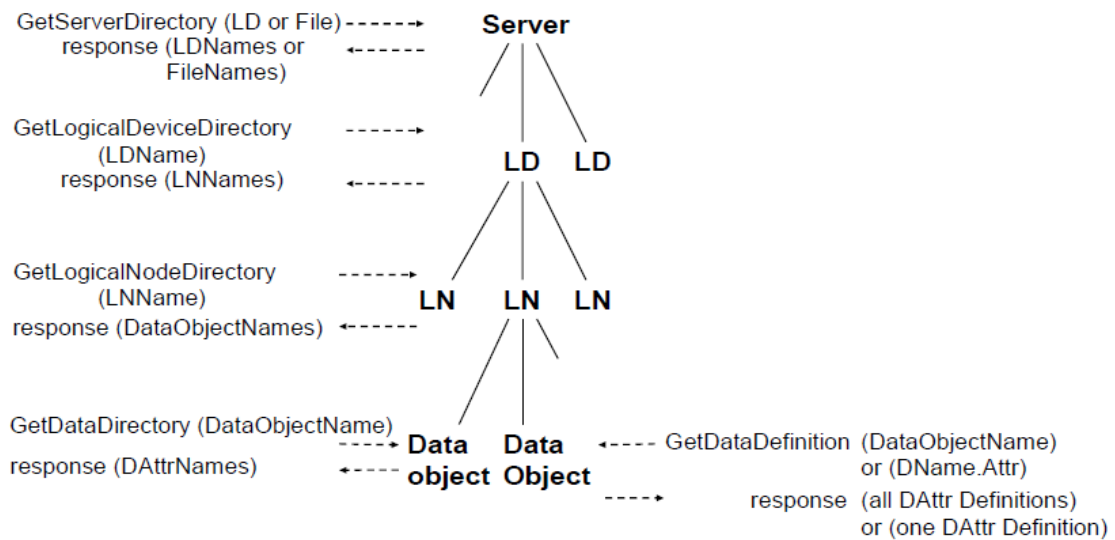 GetServerDirectory (LD or File)
Server
response (LDNames or
FileNames)
GetLogicalDeviceDirectory
(LDName)
LD LD
response (LNNames)
GetLogicalNodeDirectory
(LNName)
LN LN LN
response (DataObjectNames)
GetDataDirectory (DataObjectName)
Data
object
Data
Object
response (DAttrNames)
GetDataDefinition (DataObjectName)
or (DName.Attr)
response (all DAttr Definitions)
or (one DAttr Definition)